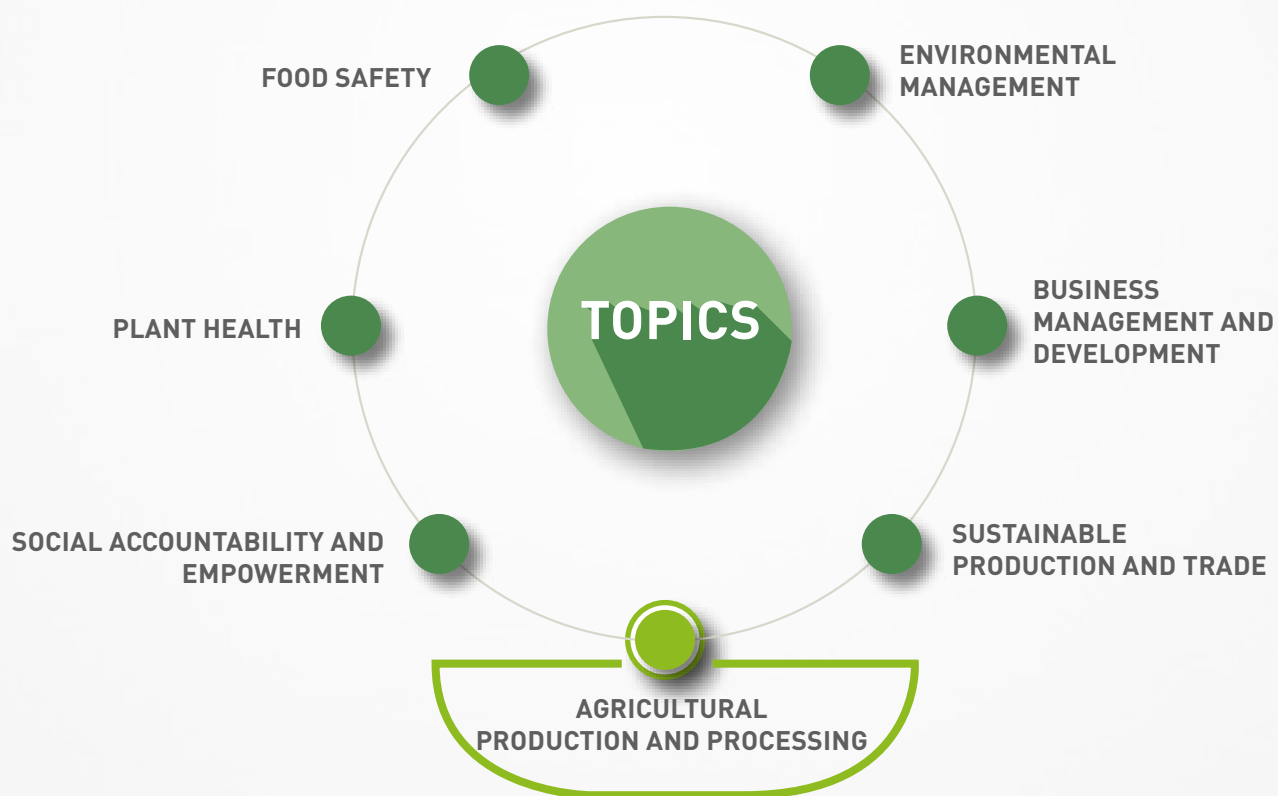 FOOD SAFETY
ENVIRONMENTAL
MANAGEMENT
TOPICS
PLANT HEALTH
BUSINESS
MANAGEMENT AND
DEVELOPMENT
SOCIAL ACCOUNTABILITY AND
EMPOWERMENT
SUSTAINABLE
PRODUCTION AND TRADE
AGRICULTURAL
PRODUCTION AND PROCESSING